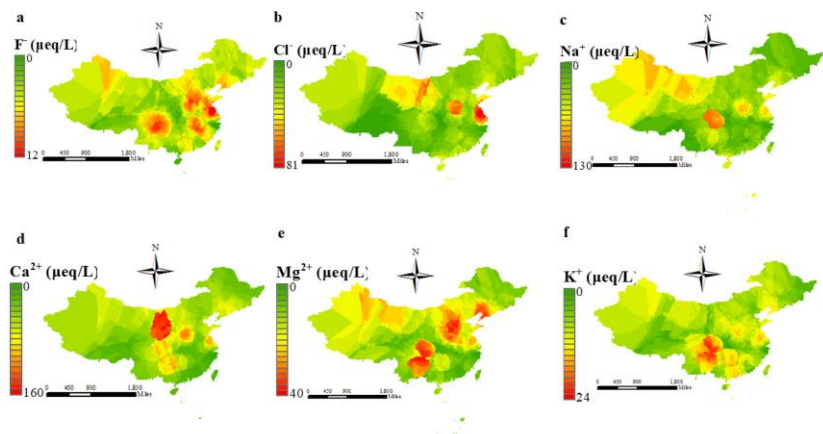 a
N
F⁻ (μeq/L)
0
12
0 450 900 1,800
Miles
b
N
Cl⁻ (μeq/L)
0
81
0 450 900 1,800
Miles
c
N
Na⁺ (μeq/L)
0
130
0 450 900 1,800
Miles
d
N
Ca²⁺ (μeq/L)
0
160
0 450 900 1,800
Miles
e
N
Mg²⁺ (μeq/L)
0
40
0 450 900 1,800
Miles
f
N
K⁺ (μeq/L)
0
24
0 450 900 1,800
Miles